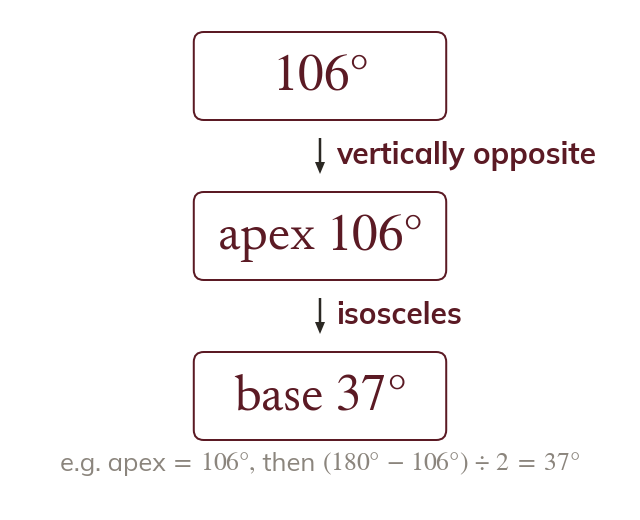 106°
vertically opposite
apex 106°
isosceles
base 37°
e.g. apex = 106°, then (180° − 106°) ÷ 2 = 37°